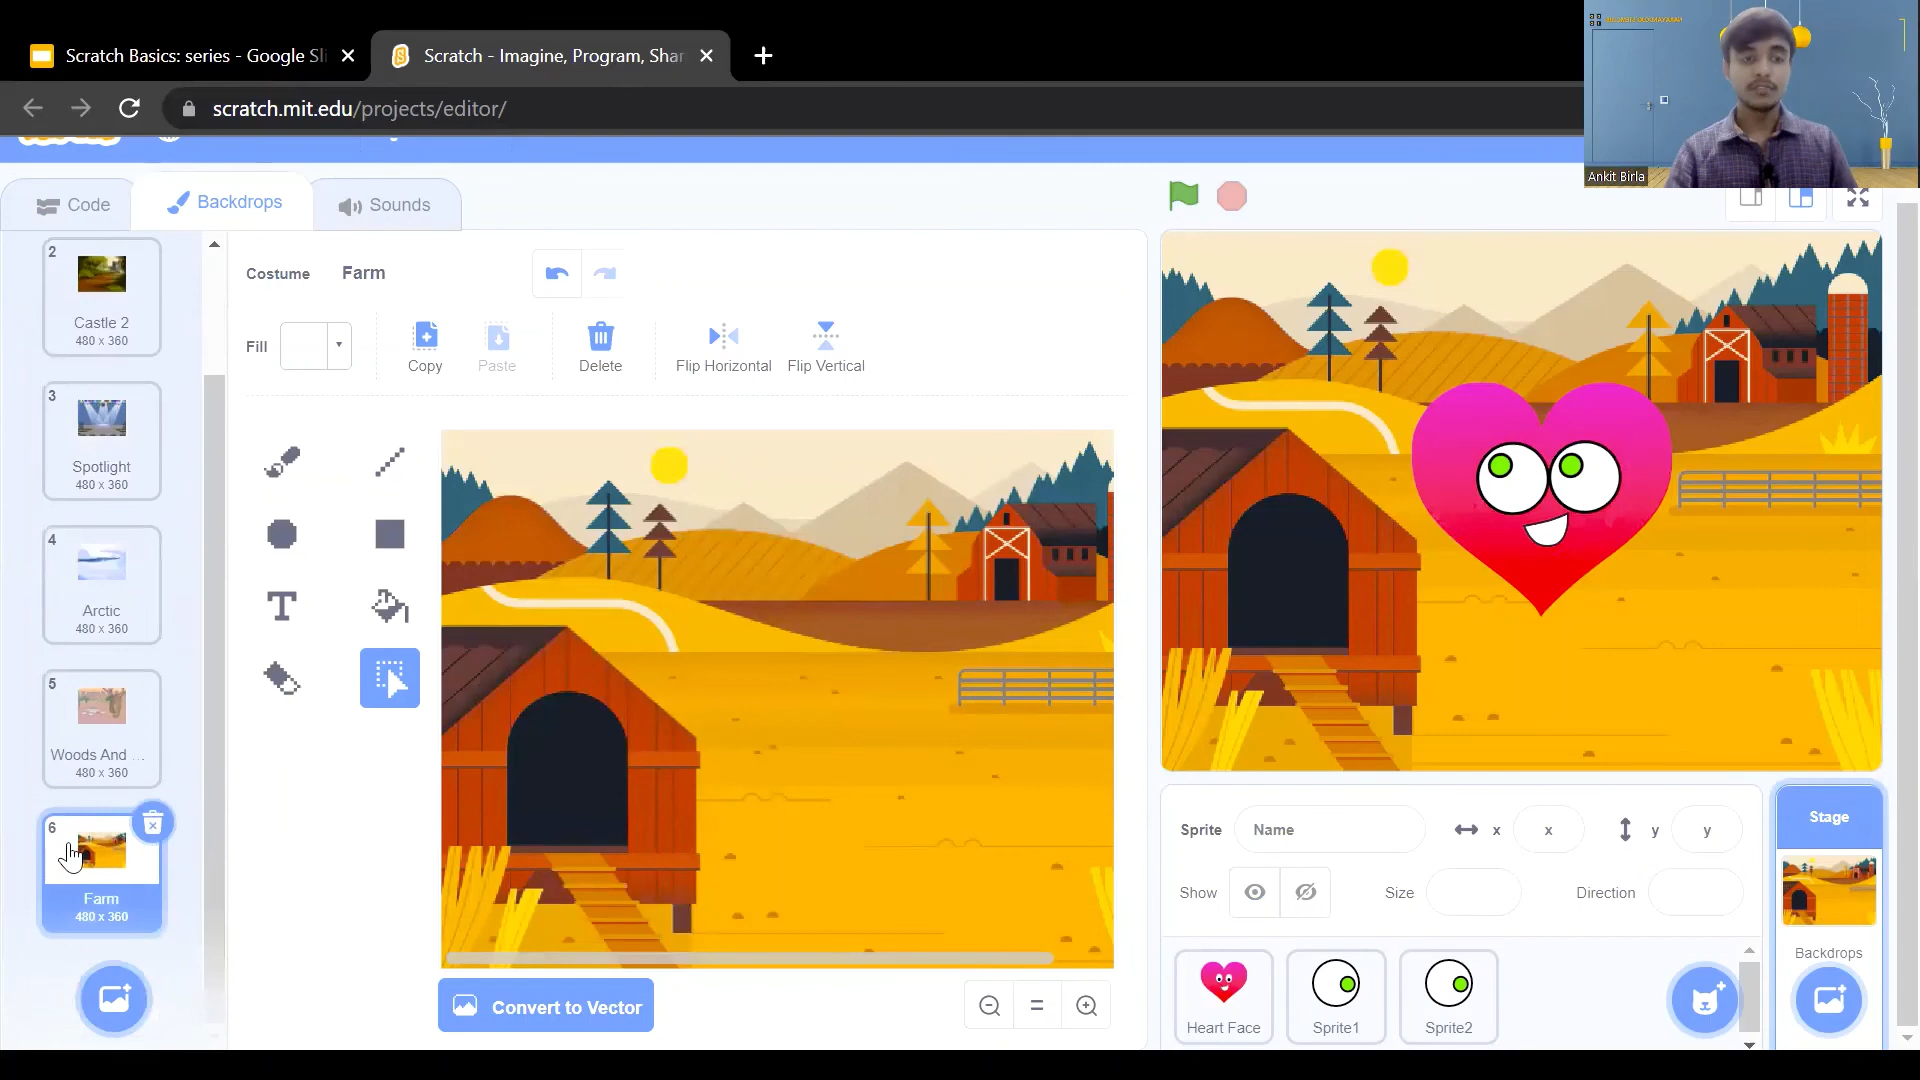 Scratch Basics: series - Google Sli
Scratch - Imagine, Program, Shar
scratch.mit.edu/projects/editor/
Ankit Birla
Code
Backdrops
Sounds
Costume
Farm
Fill
Copy
Paste
Delete
Flip Horizontal
Flip Vertical
2
Castle 2
480 x 360
3
Spotlight
480 x 360
4
Arctic
480 x 360
5
Woods And ...
480 x 360
6
Farm
480 x 360
T
Convert to Vector
Sprite
Name
x
x
y
y
Show
Size
Direction
Stage
Backdrops
Heart Face
Sprite1
Sprite2